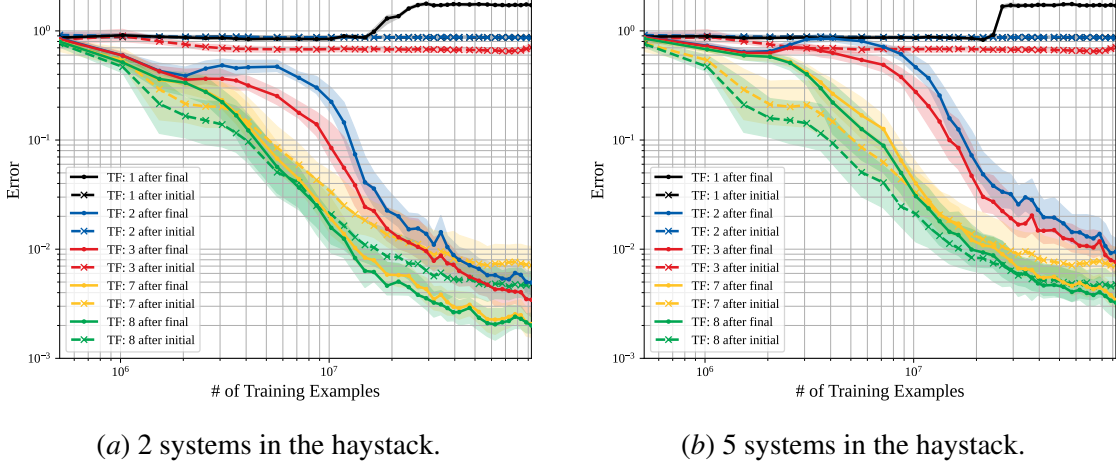 10⁰
10⁻¹
10⁻²
10⁻³
Error
TF: 1 after final
TF: 1 after initial
TF: 2 after final
TF: 2 after initial
TF: 3 after final
TF: 3 after initial
TF: 7 after final
TF: 7 after initial
TF: 8 after final
TF: 8 after initial
10⁶
10⁷
# of Training Examples
(a) 2 systems in the haystack.
10⁰
10⁻¹
10⁻²
10⁻³
Error
TF: 1 after final
TF: 1 after initial
TF: 2 after final
TF: 2 after initial
TF: 3 after final
TF: 3 after initial
TF: 7 after final
TF: 7 after initial
TF: 8 after final
TF: 8 after initial
10⁶
10⁷
# of Training Examples
(b) 5 systems in the haystack.